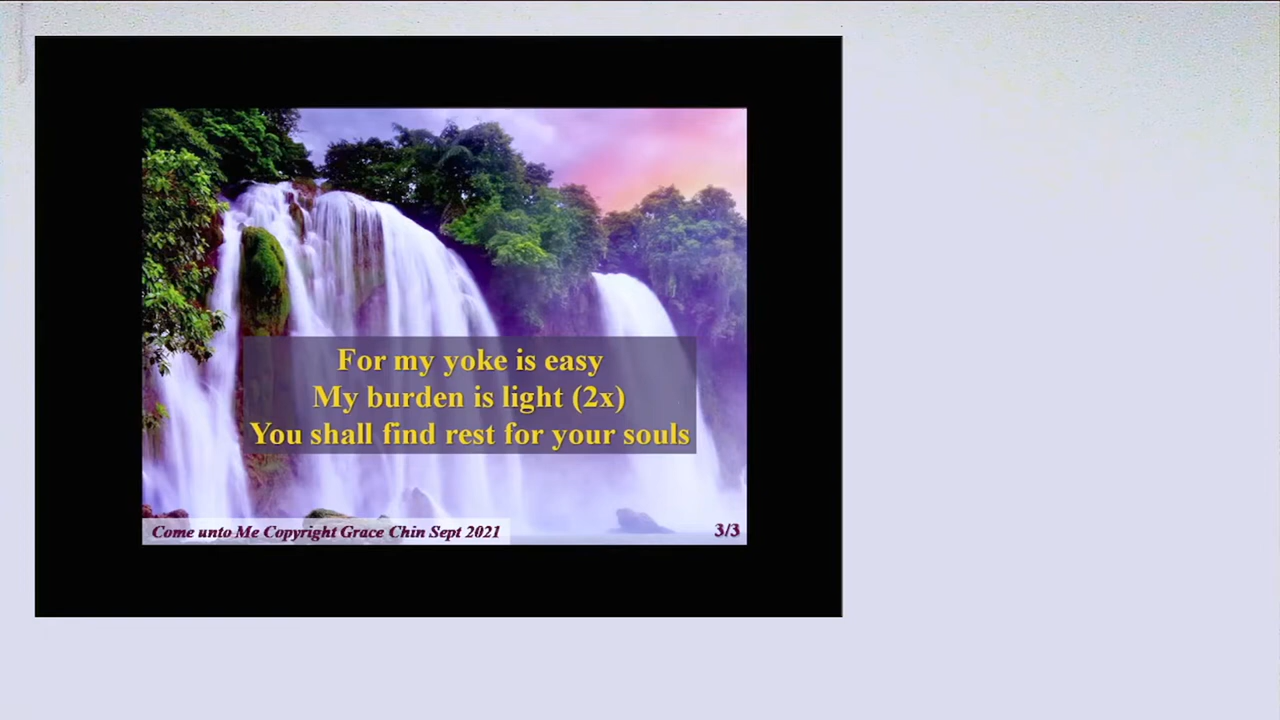 For my yoke is easy
My burden is light (2x)
You shall find rest for your souls
Come unto Me Copyright Grace Chin Sept 2021
3/3